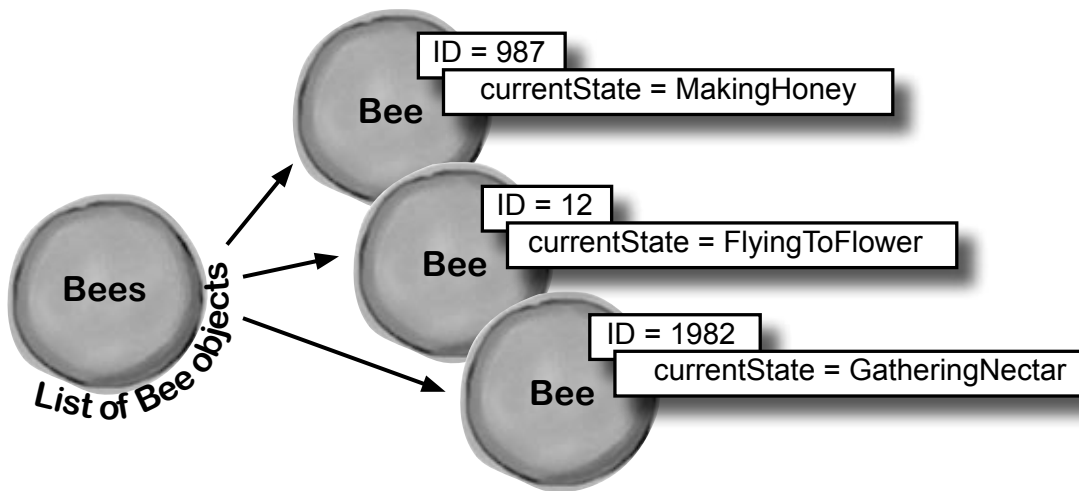 ID = 987
currentState = MakingHoney
Bee
ID = 12
currentState = FlyingToFlower
Bee
Bees
List of Bee objects
ID = 1982
currentState = GatheringNectar
Bee